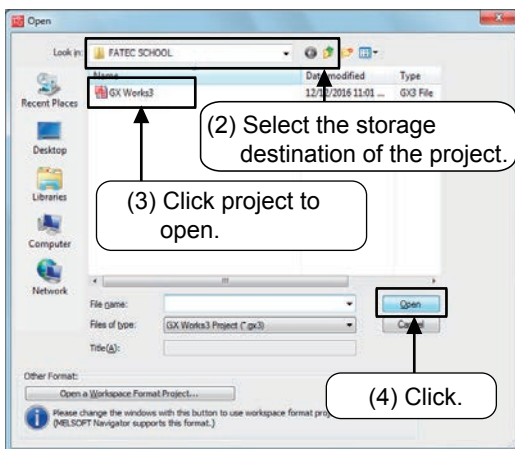 Open
Look in: FATEC SCHOOL
Name Date modified Type
GX Works3 12/12/2016 11:01 ... GX3 File
Recent Places
(2) Select the storage
destination of the project.
Desktop
Libraries
(3) Click project to
open.
Computer
Network
File name: Open
Files of type: GX Works3 Project (*.gx3) Cancel
Title(A):
(4) Click.
Other Format:
Open a Workspace Format Project...
Please change the windows with this button to use workspace format
(MELSOFT Navigator supports this format.)